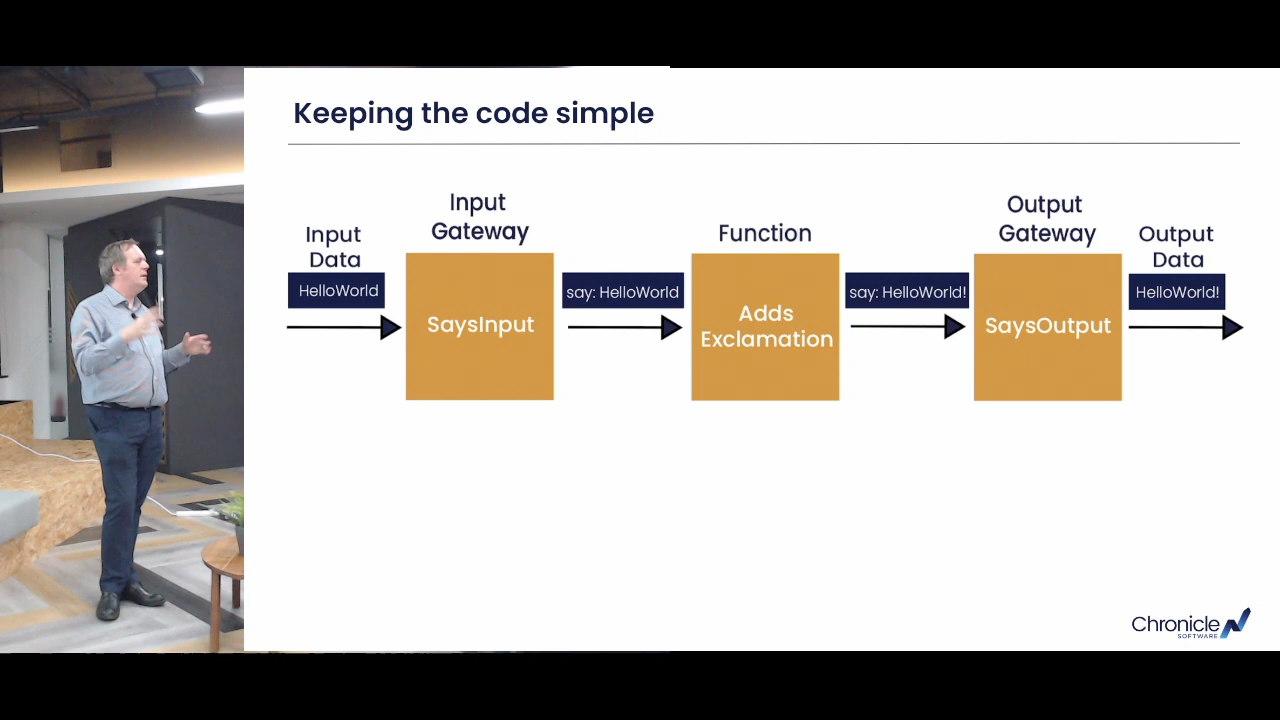 Keeping the code simple
Input
Data
HelloWorld
Input
Gateway
SaysInput
say: HelloWorld
Function
Adds
Exclamation
say: HelloWorld!
Output
Gateway
SaysOutput
Output
Data
HelloWorld!
Chronicle
SOFTWARE